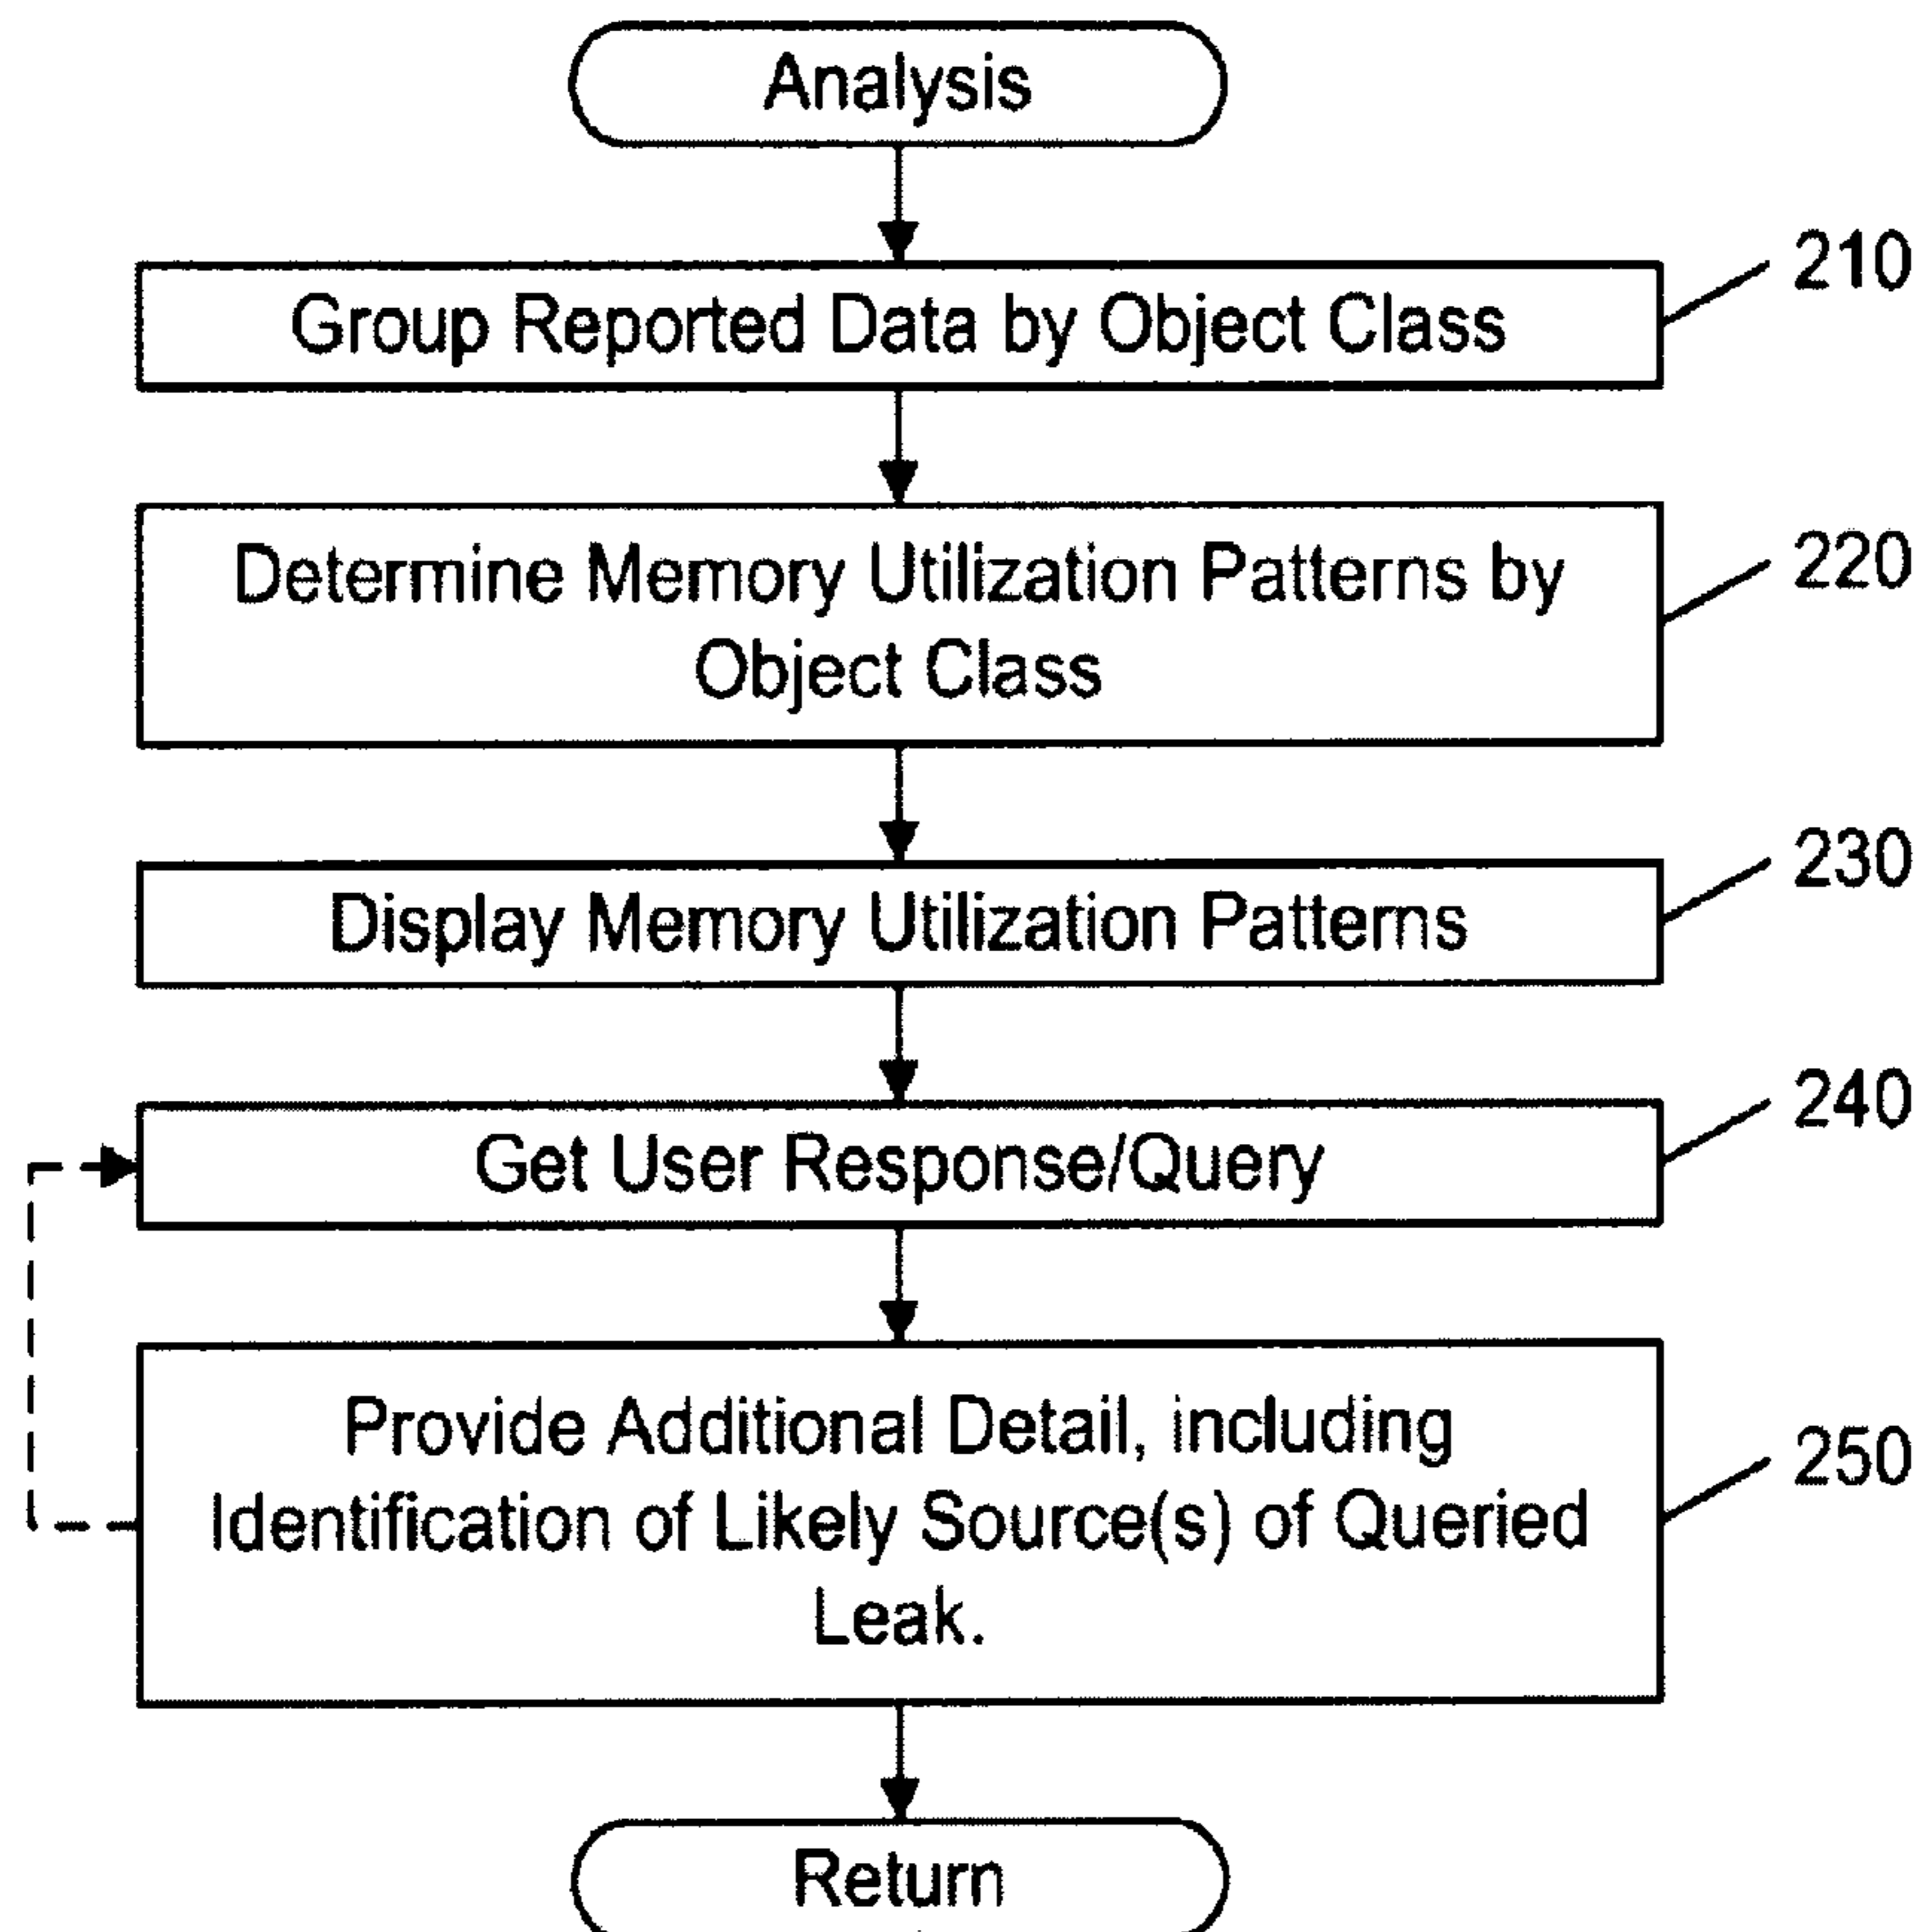 Analysis
210
Group Reported Data by Object Class
220
Determine Memory Utilization Patterns by
Object Class
230
Display Memory Utilization Patterns
240
Get User Response/Query
250
Provide Additional Detail, including
Identification of Likely Source(s) of Queried
Leak.
Return